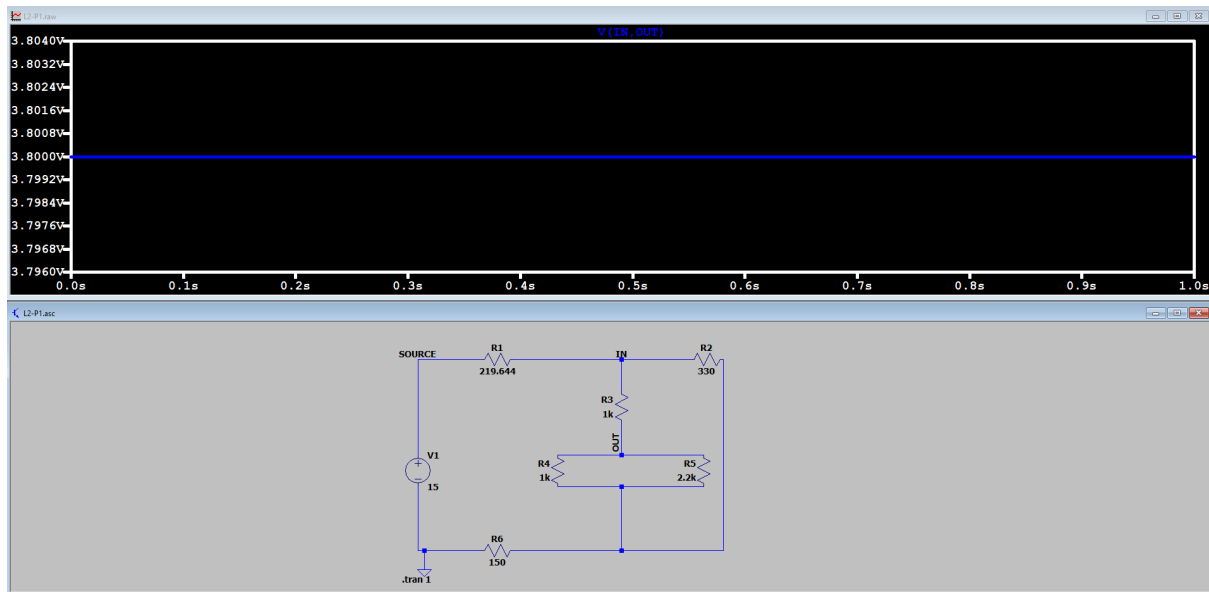 L2-P1.raw
V(IN,OUT)
3.8040V
3.8032V
3.8024V
3.8016V
3.8008V
3.8000V
3.7992V
3.7984V
3.7976V
3.7968V
3.7960V
0.0s 0.1s 0.2s 0.3s 0.4s 0.5s 0.6s 0.7s 0.8s 0.9s 1.0s
L2-P1.asc
SOURCE R1 IN R2
219.644 330
R3
1k
OUT
V1 R4 R5
15 1k 2.2k
R6
150
.tran 1